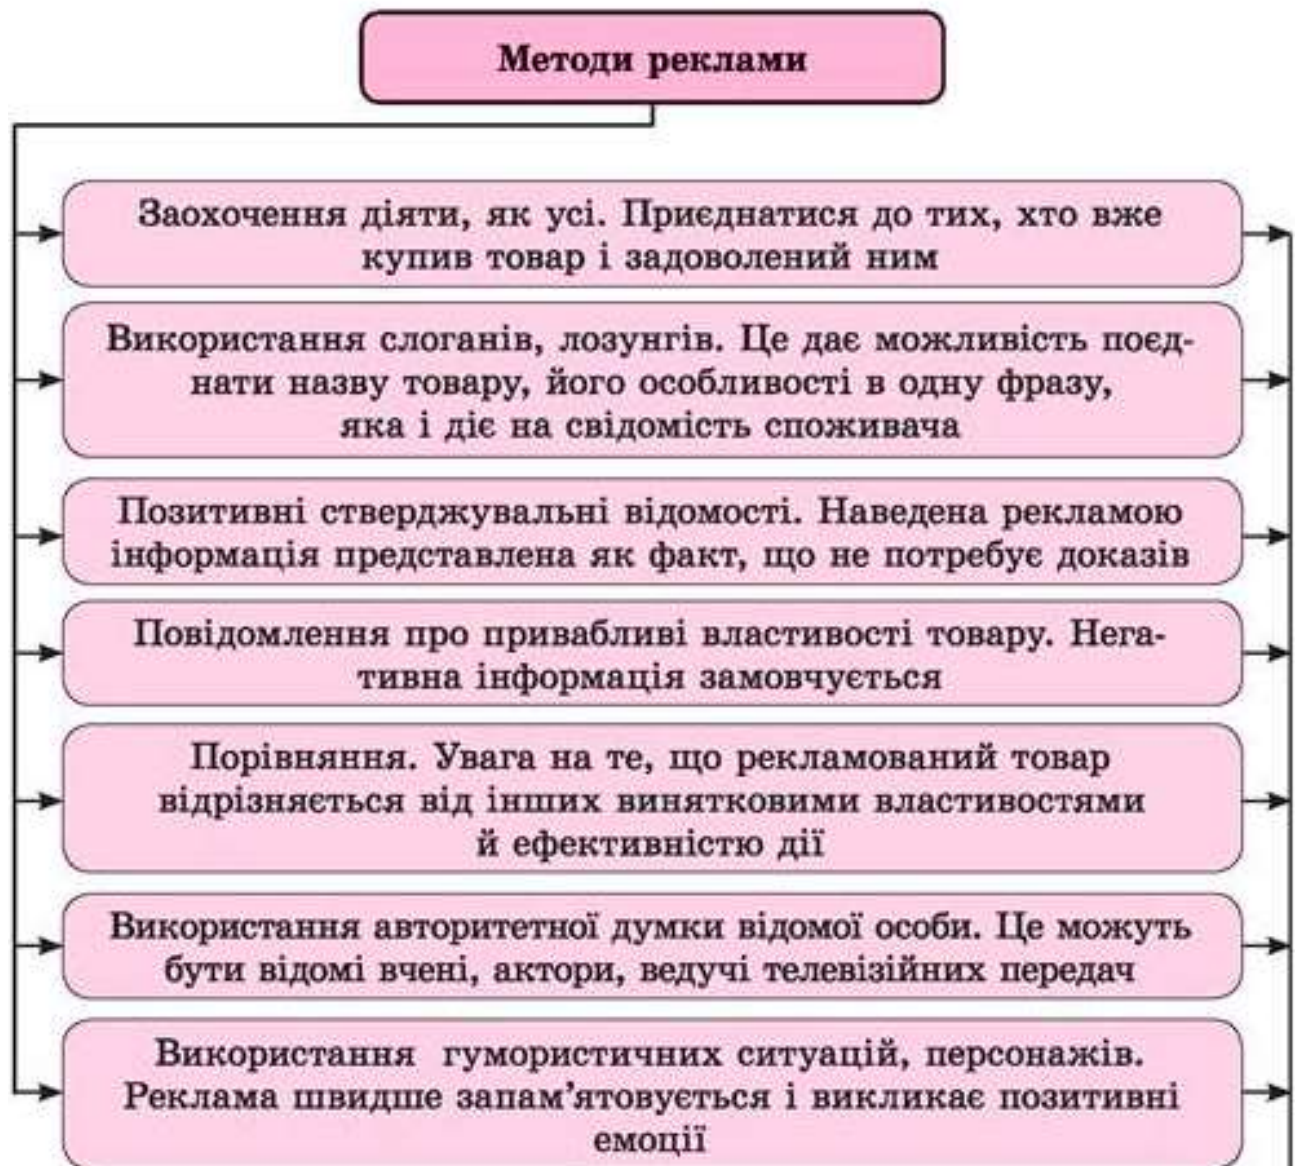 Методи реклами
Заохочення діяти, як усі. Приєднатися до тих, хто вже
купив товар і задоволений ним
Використання слоганів, лозунгів. Це дає можливість поєд-
нати назву товару, його особливості в одну фразу,
яка і діє на свідомість споживача
Позитивні стверджувальні відомості. Наведена рекламою
інформація представлена як факт, що не потребує доказів
Повідомлення про привабливі властивості товару. Нега-
тивна інформація замовчується
Порівняння. Увага на те, що рекламований товар
відрізняється від інших винятковими властивостями
й ефективністю дії
Використання авторитетної думки відомої особи. Це можуть
бути відомі вчені, актори, ведучі телевізійних передач
Використання гумористичних ситуацій, персонажів.
Реклама швидше запам’ятовується і викликає позитивні
емоції